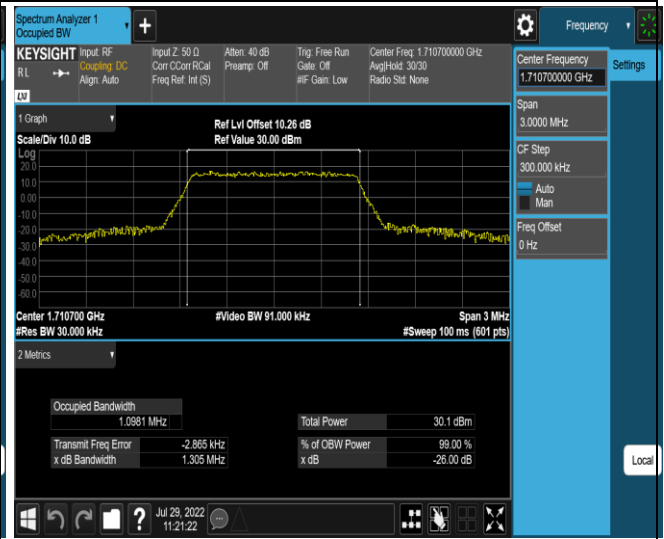 Spectrum Analyzer 1
Occupied BW
Frequency
KEYSIGHT
RL
LXI
Input: RF
Coupling: DC
Align: Auto
Input Z: 50 Ω
Corr CCorr RCal
Freq Ref: Int (S)
Atten: 40 dB
Preamp: Off
Trig: Free Run
Gate: Off
#IF Gain: Low
Center Freq: 1.710700000 GHz
Avg|Hold: 30/30
Radio Std: None
Center Frequency
1.710700000 GHz
Settings
Span
3.0000 MHz
CF Step
300.000 kHz
Auto
Man
Freq Offset
0 Hz
Local
1 Graph
Scale/Div 10.0 dB
Ref Lvl Offset 10.26 dB
Ref Value 30.00 dBm
Log
20.0
10.0
0.00
-10.0
-20.0
-30.0
-40.0
-50.0
-60.0
Center 1.710700 GHz
#Video BW 91.000 kHz
Span 3 MHz
#Res BW 30.000 kHz
#Sweep 100 ms (601 pts)
2 Metrics
Occupied Bandwidth
1.0981 MHz
Total Power 30.1 dBm
Transmit Freq Error -2.865 kHz
% of OBW Power 99.00 %
x dB Bandwidth 1.305 MHz
x dB -26.00 dB
?
Jul 29, 2022
11:21:22